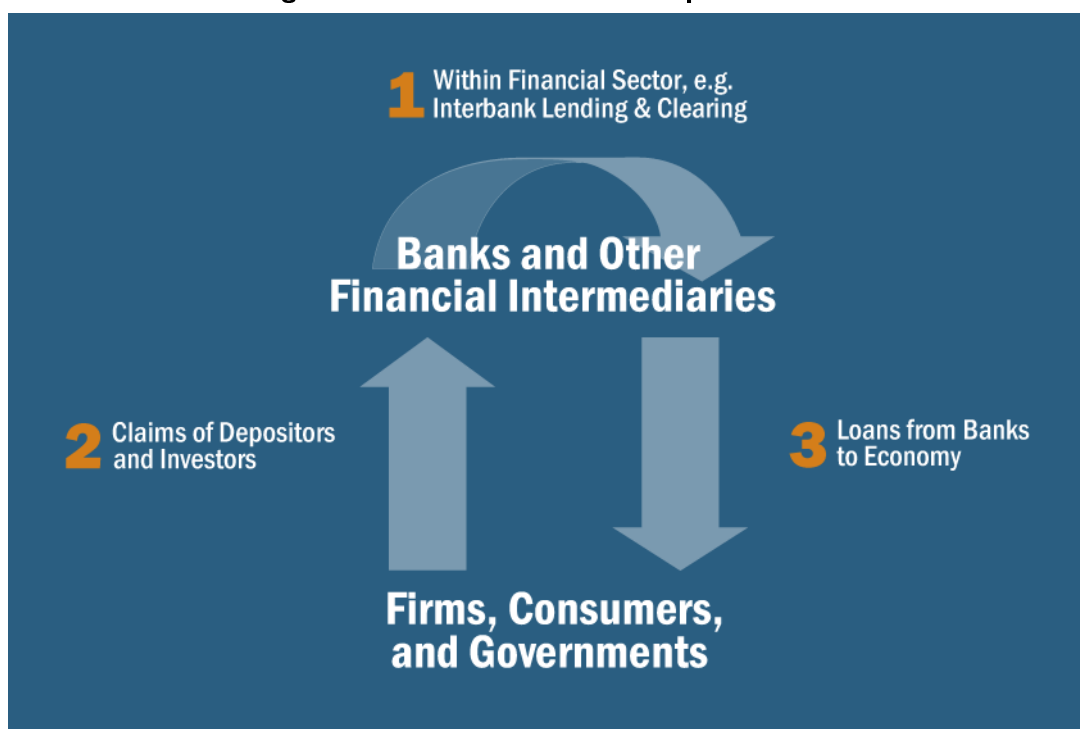 1 Within Financial Sector, e.g.
Interbank Lending & Clearing
Banks and Other
Financial Intermediaries
2 Claims of Depositors
and Investors
3 Loans from Banks
to Economy
Firms, Consumers,
and Governments